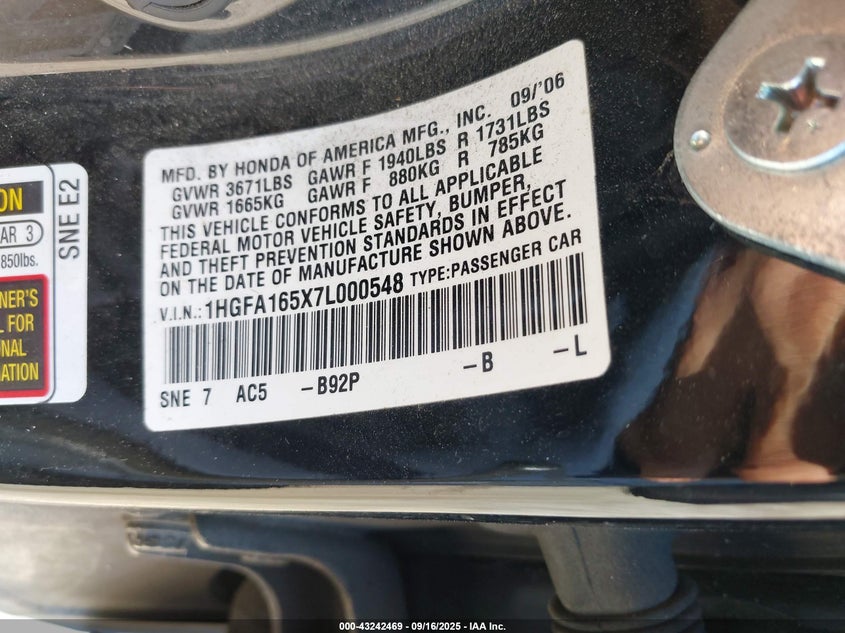 ON
AR 3
850lbs.
NER'S
L FOR
ONAL
MATION
SNE E2
MFD. BY HONDA OF AMERICA MFG., INC. 09/'06
GVWR 3671LBS GAWR F 1940LBS R 1731LBS
GVWR 1665KG GAWR F 880KG R 785KG
THIS VEHICLE CONFORMS TO ALL APPLICABLE
FEDERAL MOTOR VEHICLE SAFETY, BUMPER,
AND THEFT PREVENTION STANDARDS IN EFFECT
ON THE DATE OF MANUFACTURE SHOWN ABOVE.
V.I.N.: 1HGFA165X7L000548 TYPE:PASSENGER CAR
SNE 7 AC5 -B92P -B -L
000-43242469 - 09/16/2025 - IAA Inc.